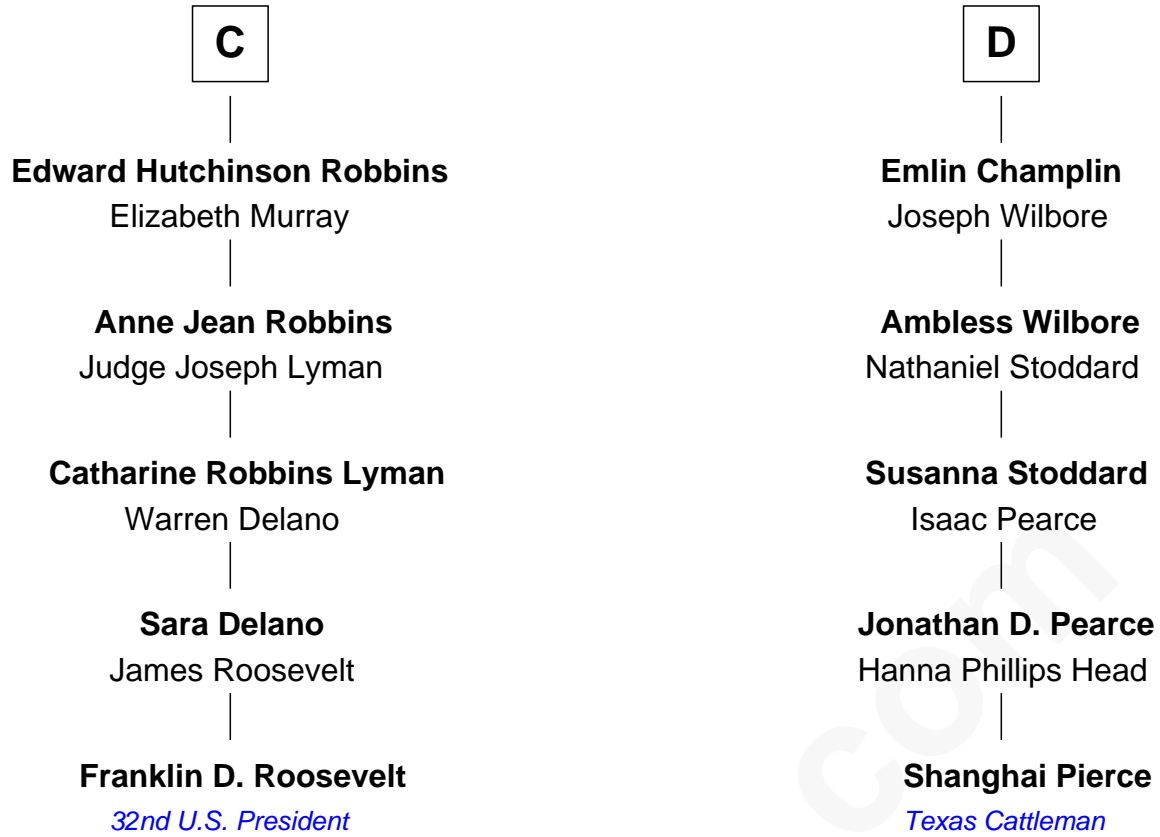 C
Edward Hutchinson Robbins
Elizabeth Murray
Anne Jean Robbins
Judge Joseph Lyman
Catharine Robbins Lyman
Warren Delano
Sara Delano
James Roosevelt
Franklin D. Roosevelt
32nd U.S. President
D
Emlin Champlin
Joseph Wilbore
Ambless Wilbore
Nathaniel Stoddard
Susanna Stoddard
Isaac Pearce
Jonathan D. Pearce
Hanna Phillips Head
Shanghai Pierce
Texas Cattleman
com